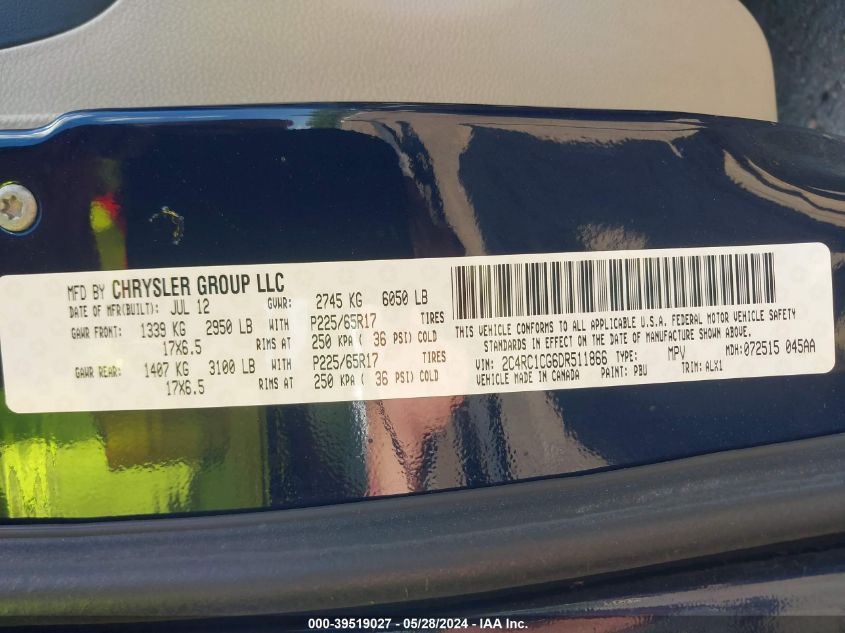 MFD BY CHRYSLER GROUP LLC
DATE OF MFR(BUILT): JUL 12 GVWR: 2745 KG 6050 LB
GAWR FRONT: 1339 KG 2950 LB WITH P225/65R17 TIRES
17X6.5 RIMS AT 250 KPA ( 36 PSI) COLD
GAWR REAR: 1407 KG 3100 LB WITH P225/65R17 TIRES
17X6.5 RIMS AT 250 KPA ( 36 PSI) COLD
THIS VEHICLE CONFORMS TO ALL APPLICABLE U.S.A. FEDERAL MOTOR VEHICLE SAFETY
STANDARDS IN EFFECT ON THE DATE OF MANUFACTURE SHOWN ABOVE.
VIN: 2C4RC1CG6DR511866 TYPE: MPV MDH: 072515 045AA
VEHICLE MADE IN CANADA PAINT: PBU TRIM: ALX1
000-39519027 - 05/28/2024 - IAA Inc.